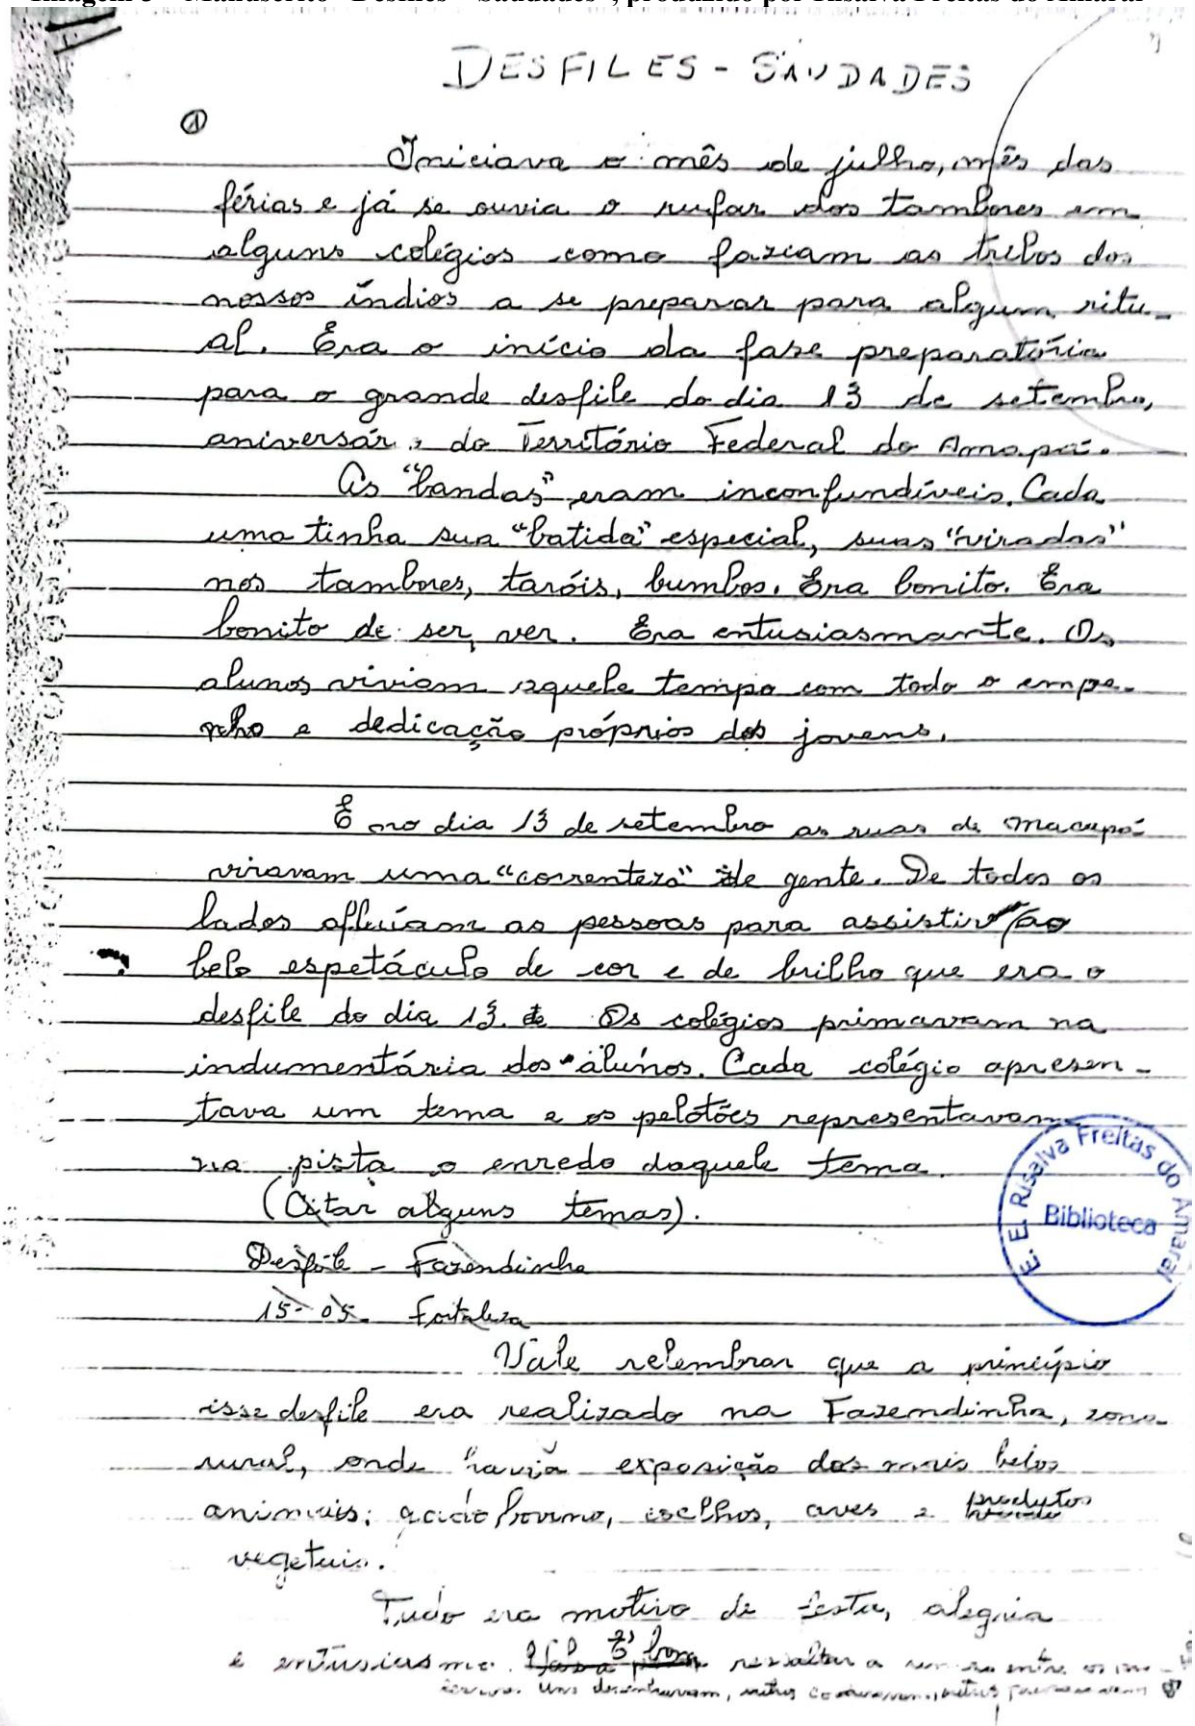 DESFILES - SAUDADES
①
Iniciava o mês de julho, mês das
férias e já se ouvia o rufar dos tambores em
alguns colégios como faziam as tribos dos
nossos índios a se preparar para algum ritu-
al. Era o início da fase preparatória
para o grande desfile do dia 13 de setembro,
do Território Federal do Amapá.
As "bandas" eram inconfundíveis. Cada
uma tinha sua "batida" especial, suas "viradas"
nos tambores, taróis, bumbos. Era bonito. Era
bonito de ser ver. Era entusiasmante. Os
alunos viviam aquele tempo com todo o empe-
nho e dedicação próprios dos jovens.
E no dia 13 de setembro as ruas de Macapá
viravam uma "correnteza" de gente. De todos os
lados afluíam as pessoas para assistir ao
belo espetáculo de cor e de brilho que era o
desfile do dia 13. Os colégios primavam na
indumentária dos alunos. Cada colégio apresen-
tava um tema e os pelotões representavam
na pista o enredo daquele tema.
(Citar alguns temas).
Desfile - Fazendinha
15-05- Fortaleza
Vale relembrar que a princípio
esse desfile era realizado na Fazendinha, zona
rural, onde havia exposição dos mais belos
animais: gado bovino, coelhos, aves e produtos
vegetais.
Tudo era motivo de festa, alegria
e entusiasmo. bom ressaltar a entre os
Uns desenhavam, outros costuravam, outros
E. E. Risalva Freitas do Amaral
Biblioteca